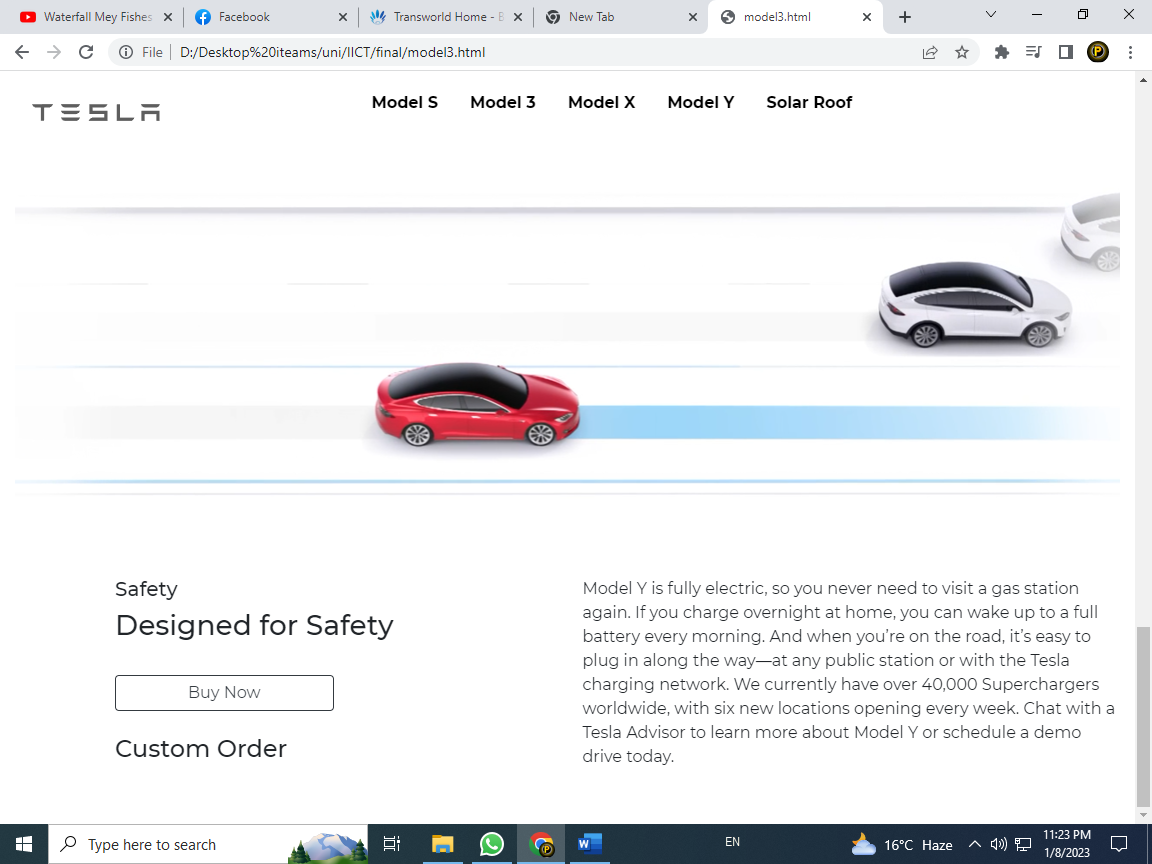 Waterfall Mey Fishes
Facebook
Transworld Home - B
New Tab
model3.html
File
D:/Desktop%20iteams/uni/IICT/final/model3.html
P
TESLA
Model S
Model 3
Model X
Model Y
Solar Roof
Safety
Designed for Safety
Buy Now
Custom Order
Model Y is fully electric, so you never need to visit a gas station
again. If you charge overnight at home, you can wake up to a full
battery every morning. And when you’re on the road, it’s easy to
plug in along the way—at any public station or with the Tesla
charging network. We currently have over 40,000 Superchargers
worldwide, with six new locations opening every week. Chat with a
Tesla Advisor to learn more about Model Y or schedule a demo
drive today.
Type here to search
P
W
EN
16°C Haze
11:23 PM
1/8/2023